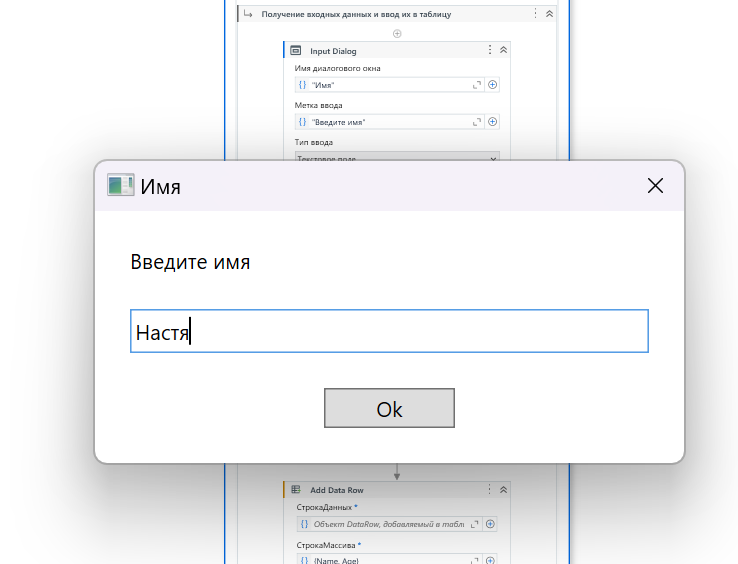 Получение входных данных и ввод их в таблицу
Input Dialog
Имя диалогового окна
"Имя"
Метка ввода
"Введите имя"
Тип ввода
Текстовое поле
Имя
Введите имя
Настя
Ok
Add Data Row
СтрокаДанных *
Объект DataRow, добавляемый в табл
СтрокаМассива *
{Name, Age}